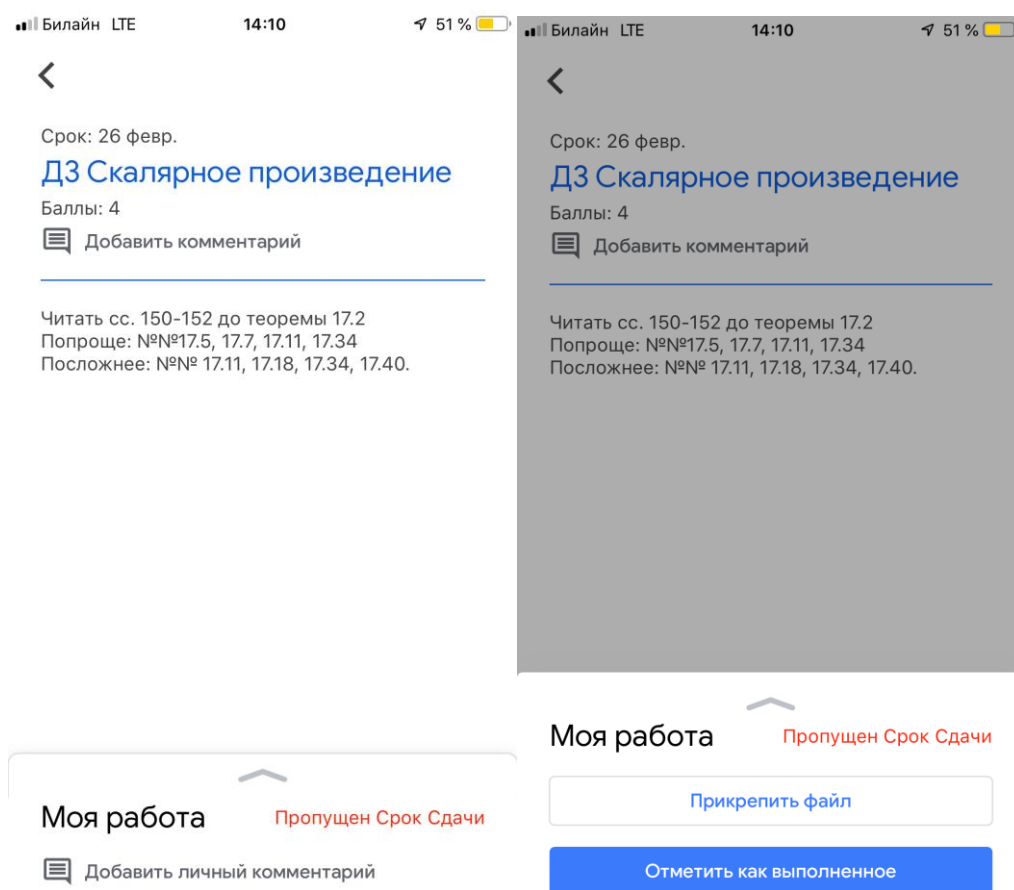 Билайн LTE 14:10 51 %
Срок: 26 февр.
ДЗ Скалярное произведение
Баллы: 4
Добавить комментарий
Читать сс. 150-152 до теоремы 17.2
Попроще: №№17.5, 17.7, 17.11, 17.34
Посложнее: №№ 17.11, 17.18, 17.34, 17.40.
Моя работа Пропущен Срок Сдачи
Добавить личный комментарий
Билайн LTE 14:10 51 %
Срок: 26 февр.
ДЗ Скалярное произведение
Баллы: 4
Добавить комментарий
Читать сс. 150-152 до теоремы 17.2
Попроще: №№17.5, 17.7, 17.11, 17.34
Посложнее: №№ 17.11, 17.18, 17.34, 17.40.
Моя работа Пропущен Срок Сдачи
Прикрепить файл
Отметить как выполненное